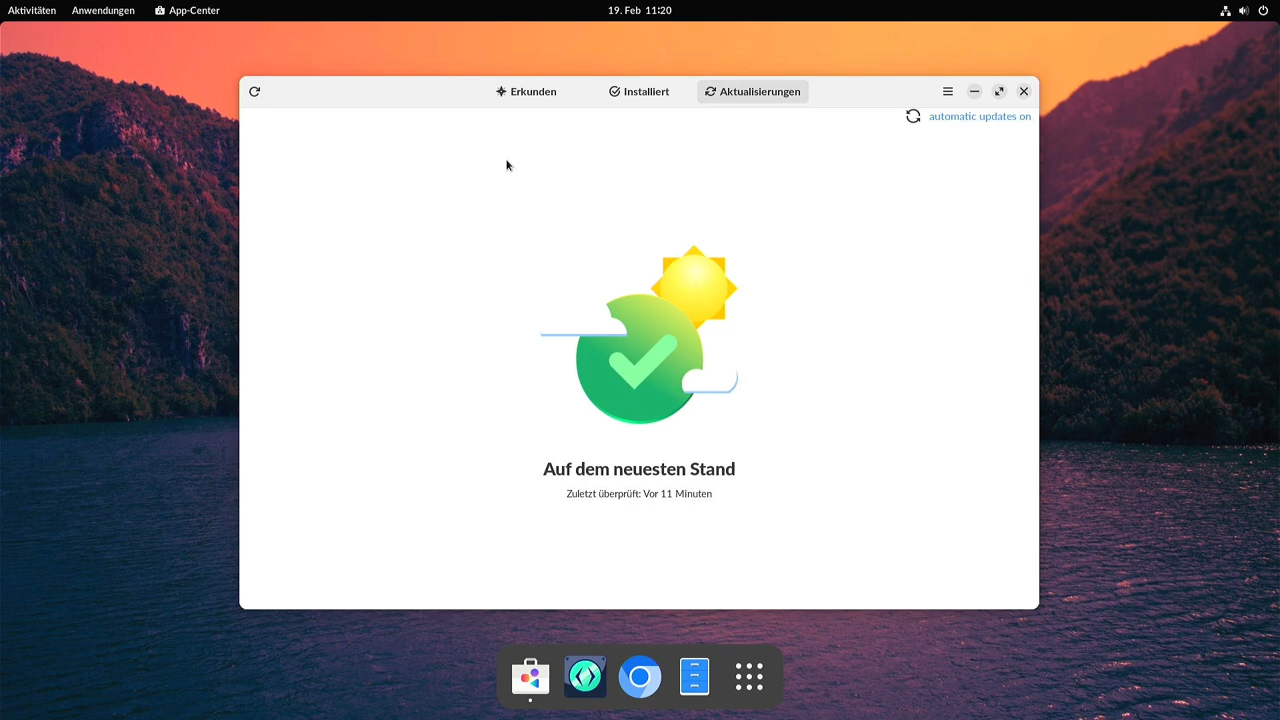 Aktivitäten Anwendungen App-Center 19. Feb 11:20
Erkunden Installiert Aktualisierungen
automatic updates on
Auf dem neuesten Stand
Zuletzt überprüft: Vor 11 Minuten